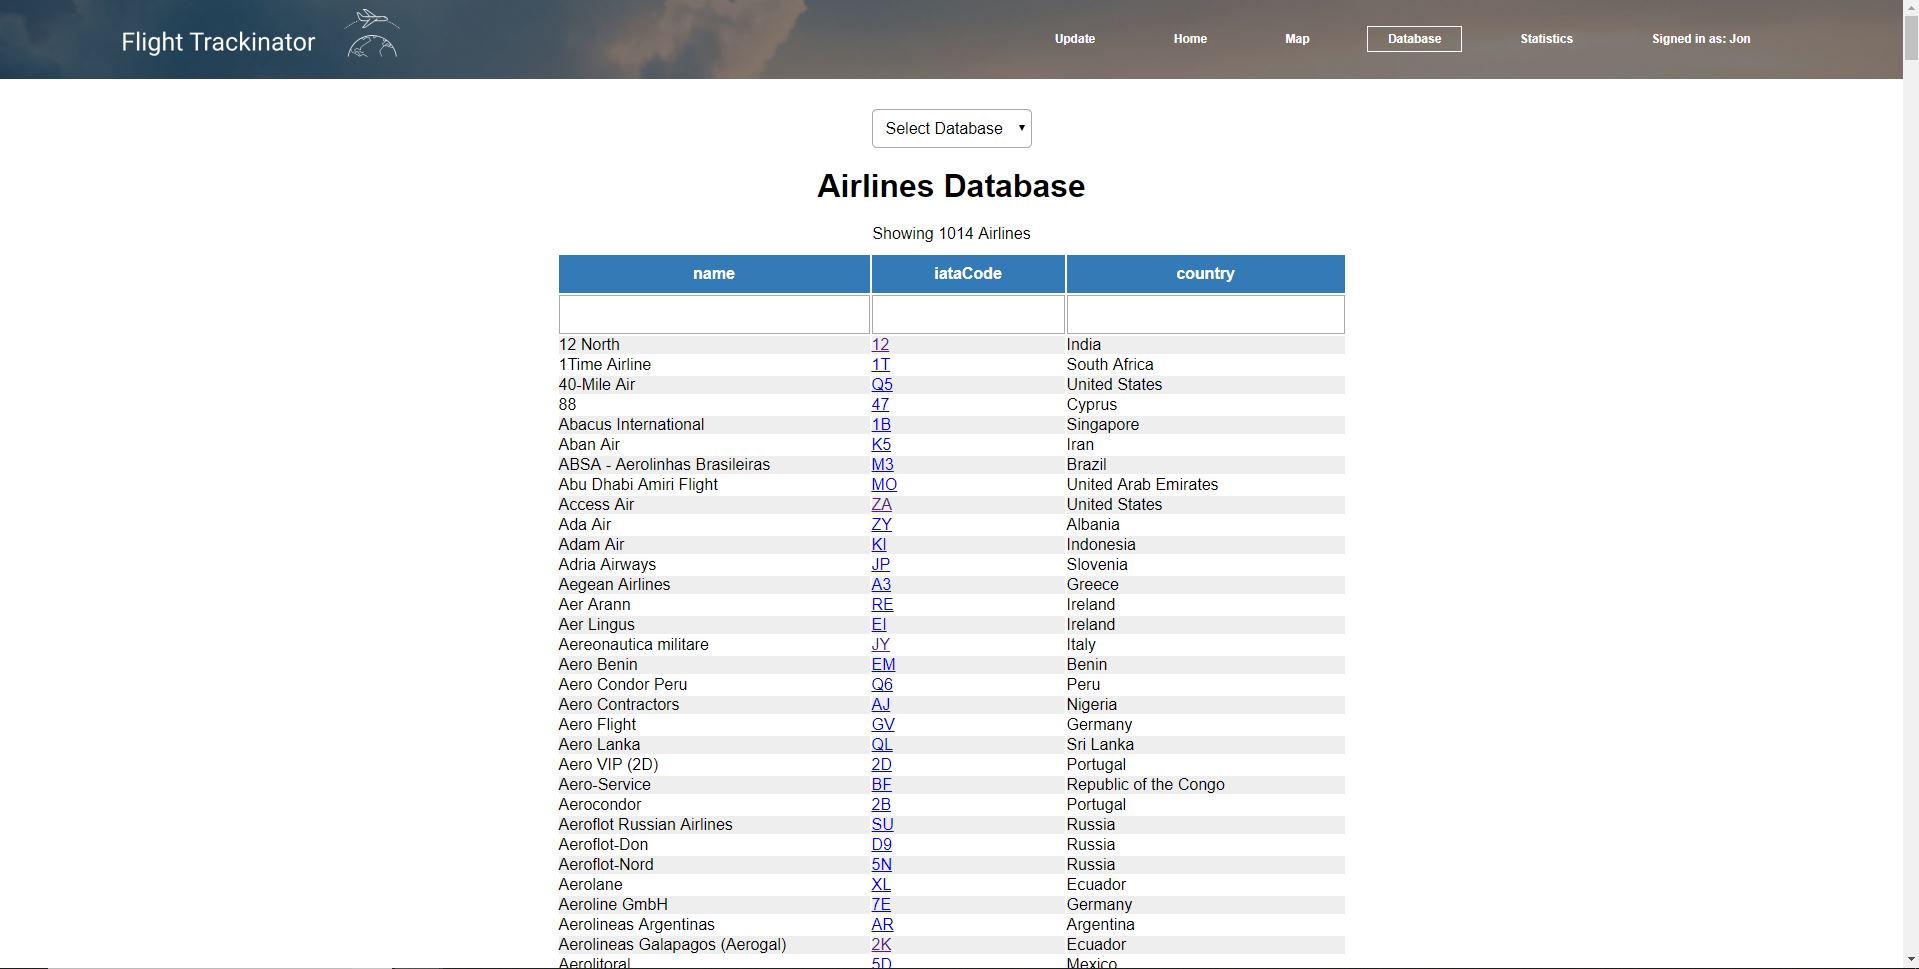 Flight Trackinator
Update Home Map Database Statistics Signed in as: Jon
Select Database
Airlines Database
Showing 1014 Airlines
name iataCode country
12 North 12 India
1Time Airline 1T South Africa
40-Mile Air Q5 United States
88 47 Cyprus
Abacus International 1B Singapore
Aban Air K5 Iran
ABSA - Aerolinhas Brasileiras M3 Brazil
Abu Dhabi Amiri Flight MO United Arab Emirates
Access Air ZA United States
Ada Air ZY Albania
Adam Air KI Indonesia
Adria Airways JP Slovenia
Aegean Airlines A3 Greece
Aer Arann RE Ireland
Aer Lingus EI Ireland
Aereonautica militare JY Italy
Aero Benin EM Benin
Aero Condor Peru Q6 Peru
Aero Contractors AJ Nigeria
Aero Flight GV Germany
Aero Lanka QL Sri Lanka
Aero VIP (2D) 2D Portugal
Aero-Service BF Republic of the Congo
Aerocondor 2B Portugal
Aeroflot Russian Airlines SU Russia
Aeroflot-Don D9 Russia
Aeroflot-Nord 5N Russia
Aerolane XL Ecuador
Aeroline GmbH 7E Germany
Aerolineas Argentinas AR Argentina
Aerolineas Galapagos (Aerogal) 2K Ecuador
Aerolitoral 5D Mexico